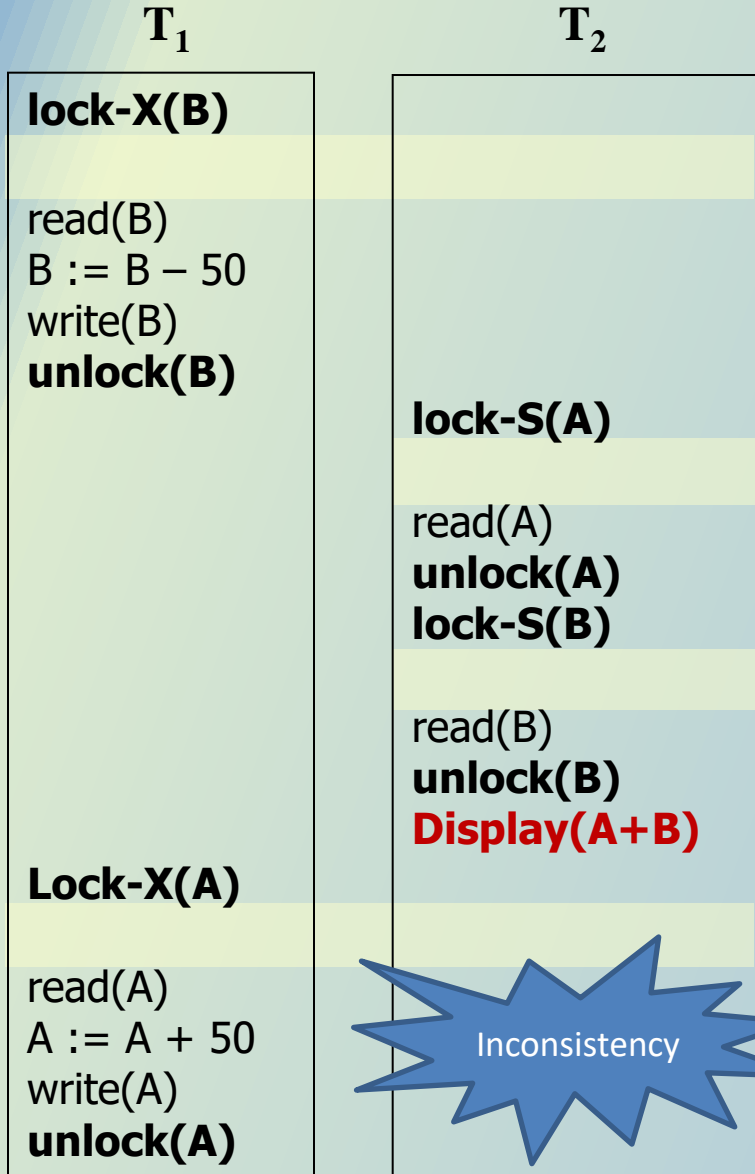 T₁
T₂
lock-X(B)
read(B)
B := B – 50
write(B)
unlock(B)
lock-S(A)
read(A)
unlock(A)
lock-S(B)
read(B)
unlock(B)
Display(A+B)
Lock-X(A)
read(A)
A := A + 50
write(A)
unlock(A)
Inconsistency